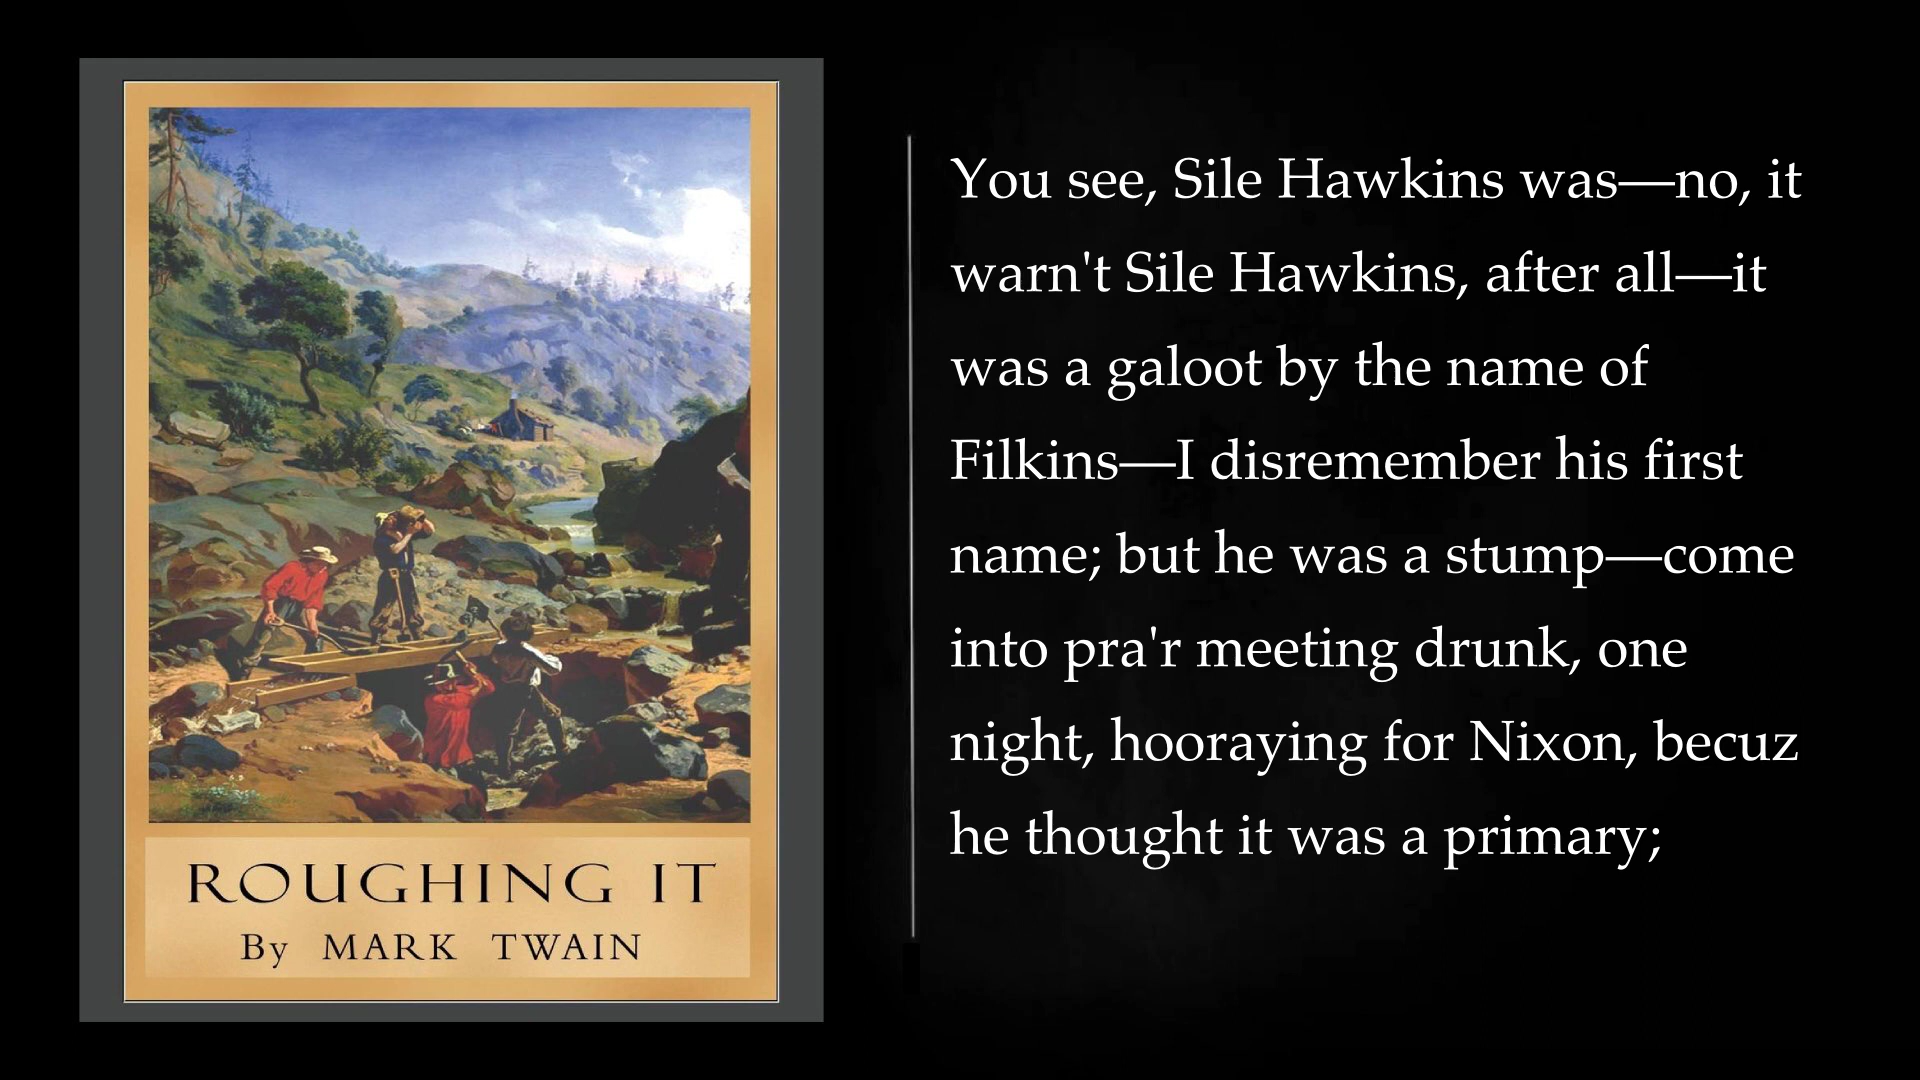 ROUGHING IT
By MARK TWAIN
You see, Sile Hawkins was—no, it
warn't Sile Hawkins, after all—it
was a galoot by the name of
Filkins—I disremember his first
name; but he was a stump—come
into pra'r meeting drunk, one
night, hooraying for Nixon, becuz
he thought it was a primary;